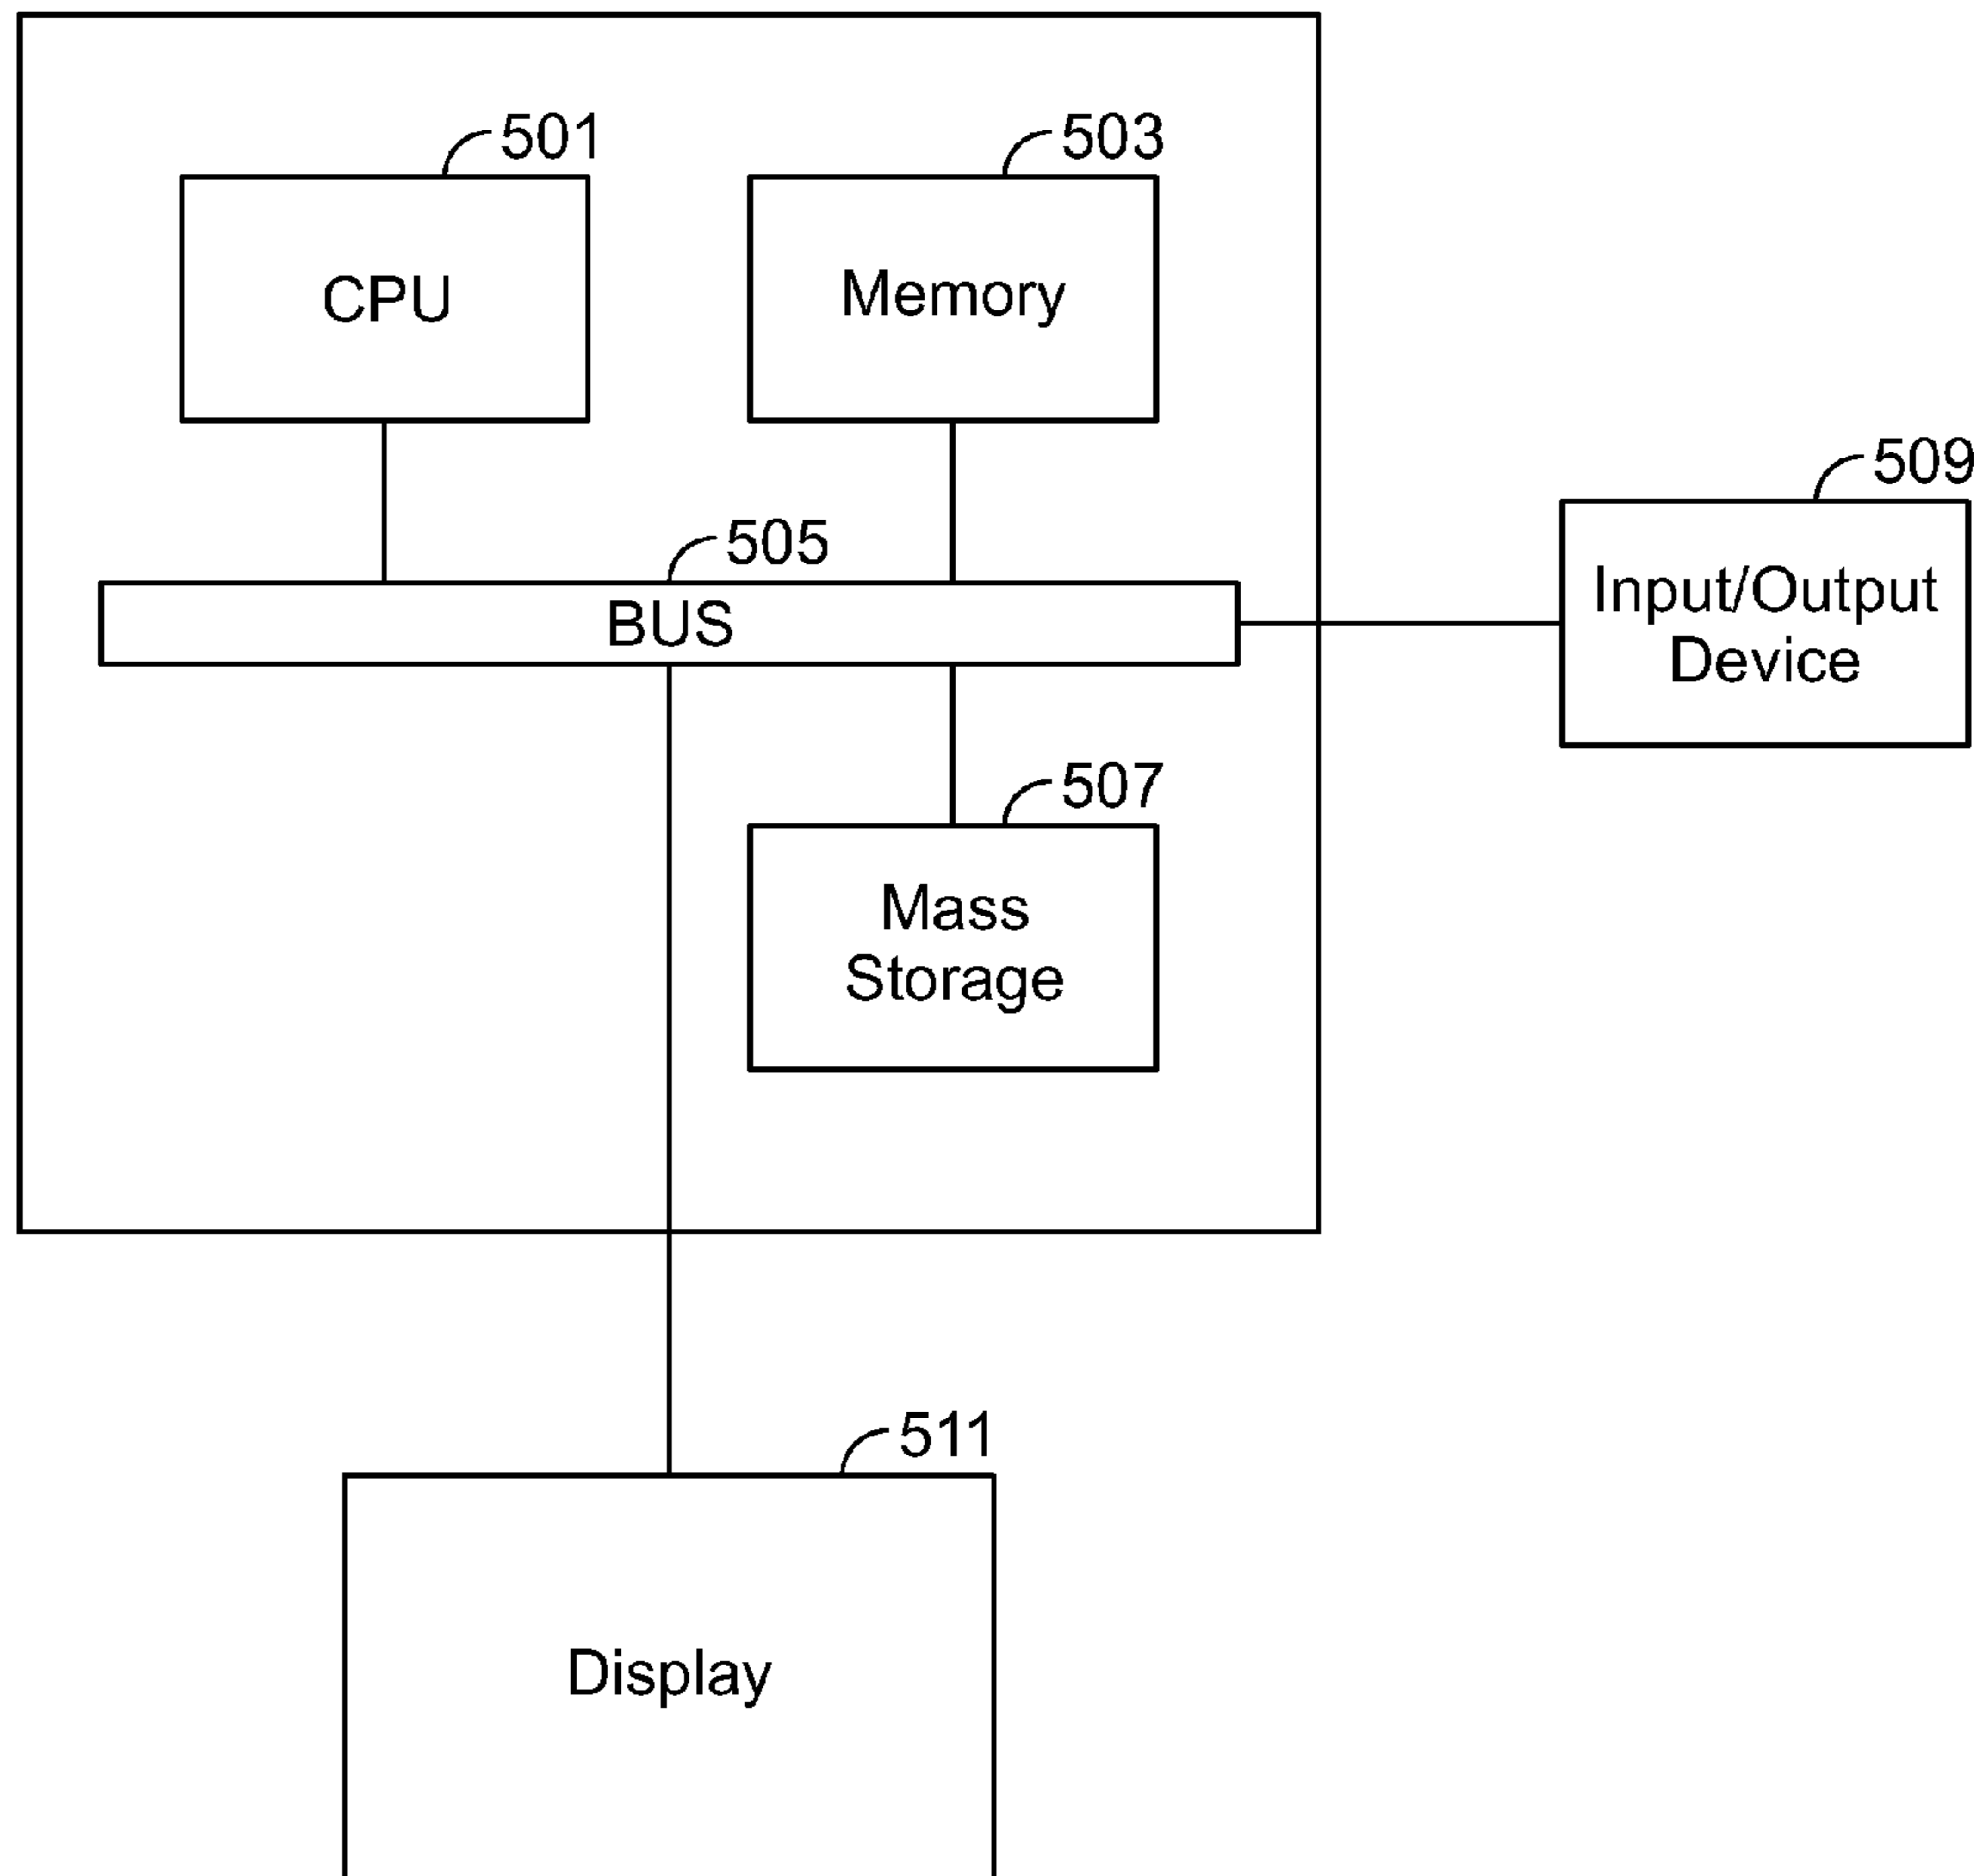 501
503
CPU
Memory
509
505
BUS
Input/Output
Device
507
Mass
Storage
511
Display